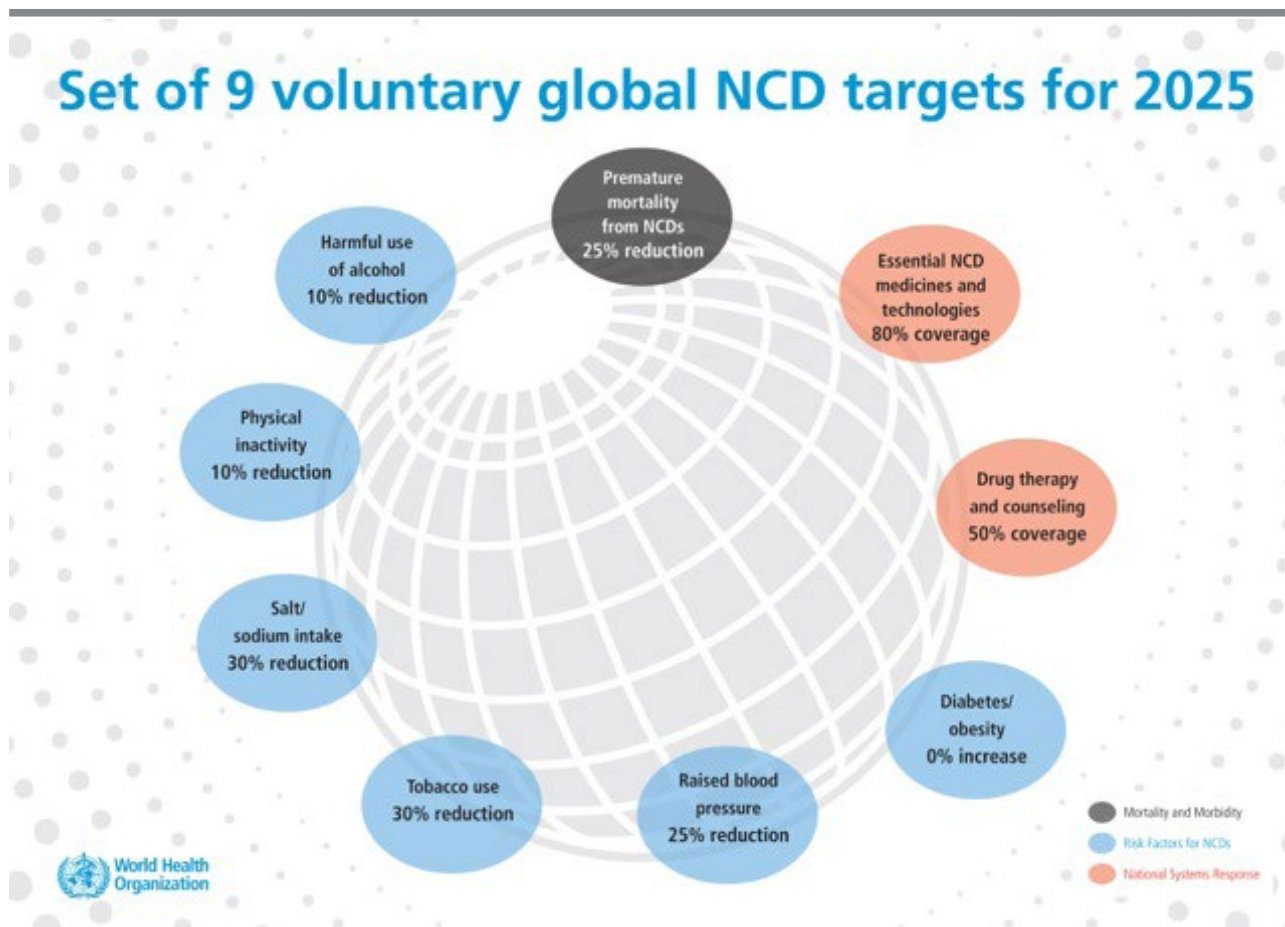 Set of 9 voluntary global NCD targets for 2025
Premature
mortality
from NCDs
25% reduction
Harmful use
of alcohol
10% reduction
Essential NCD
medicines and
technologies
80% coverage
Physical
inactivity
10% reduction
Drug therapy
and counseling
50% coverage
Salt/
sodium intake
30% reduction
Diabetes/
obesity
0% increase
Tobacco use
30% reduction
Raised blood
pressure
25% reduction
Mortality and Morbidity
Risk Factors for NCDs
National Systems Response
World Health
Organization